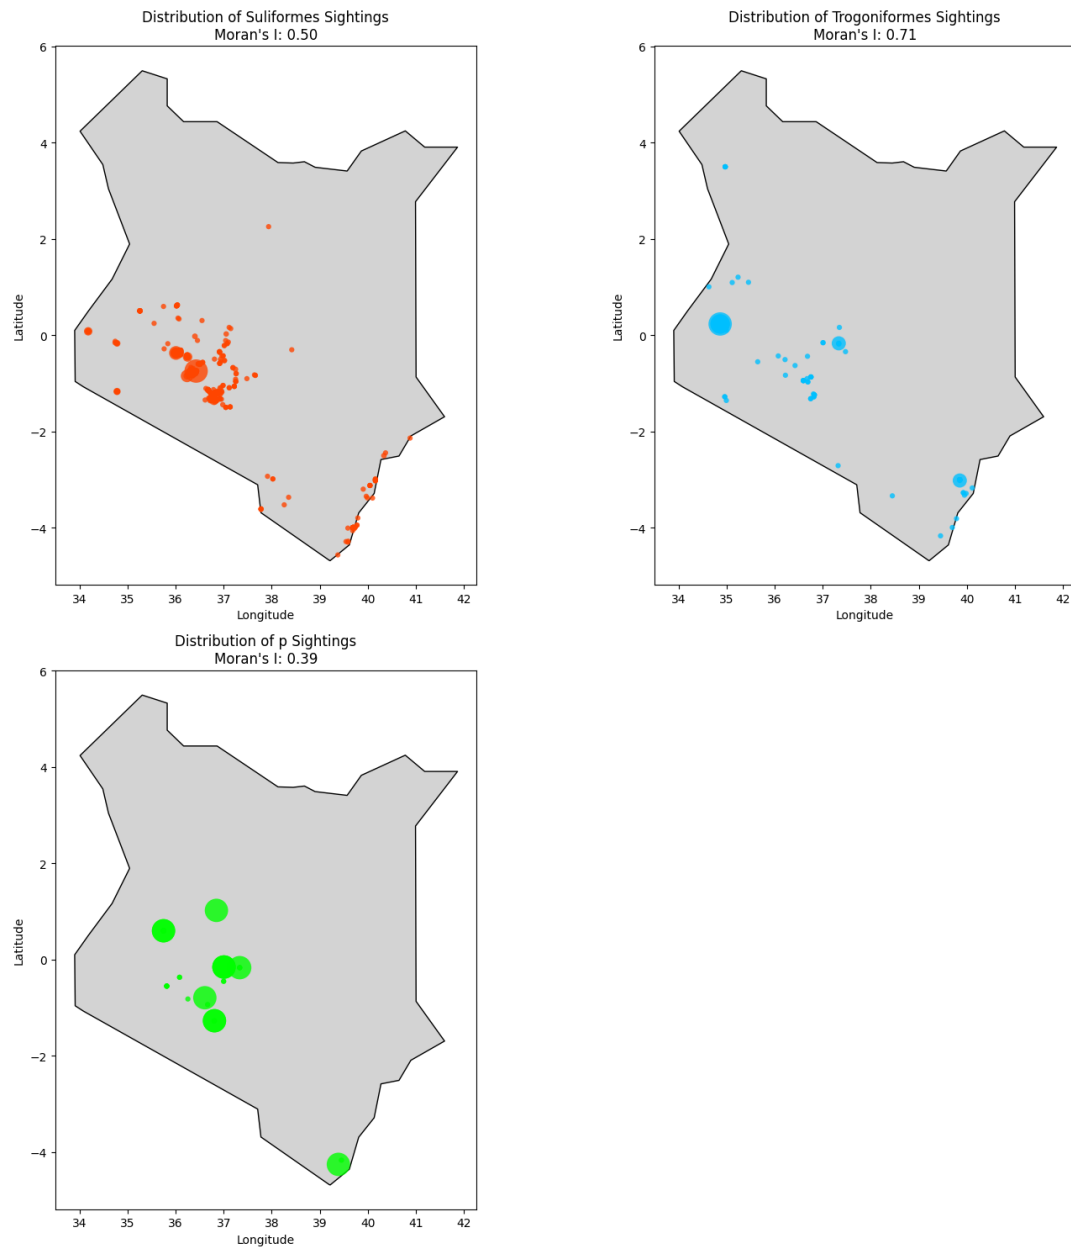 Distribution of Suliformes Sightings
Moran's I: 0.50
6
4
2
0
−2
−4
Latitude
34 35 36 37 38 39 40 41 42
Longitude
Distribution of Trogoniformes Sightings
Moran's I: 0.71
6
4
2
0
−2
−4
Latitude
34 35 36 37 38 39 40 41 42
Longitude
Distribution of p Sightings
Moran's I: 0.39
6
4
2
0
−2
−4
Latitude
34 35 36 37 38 39 40 41 42
Longitude